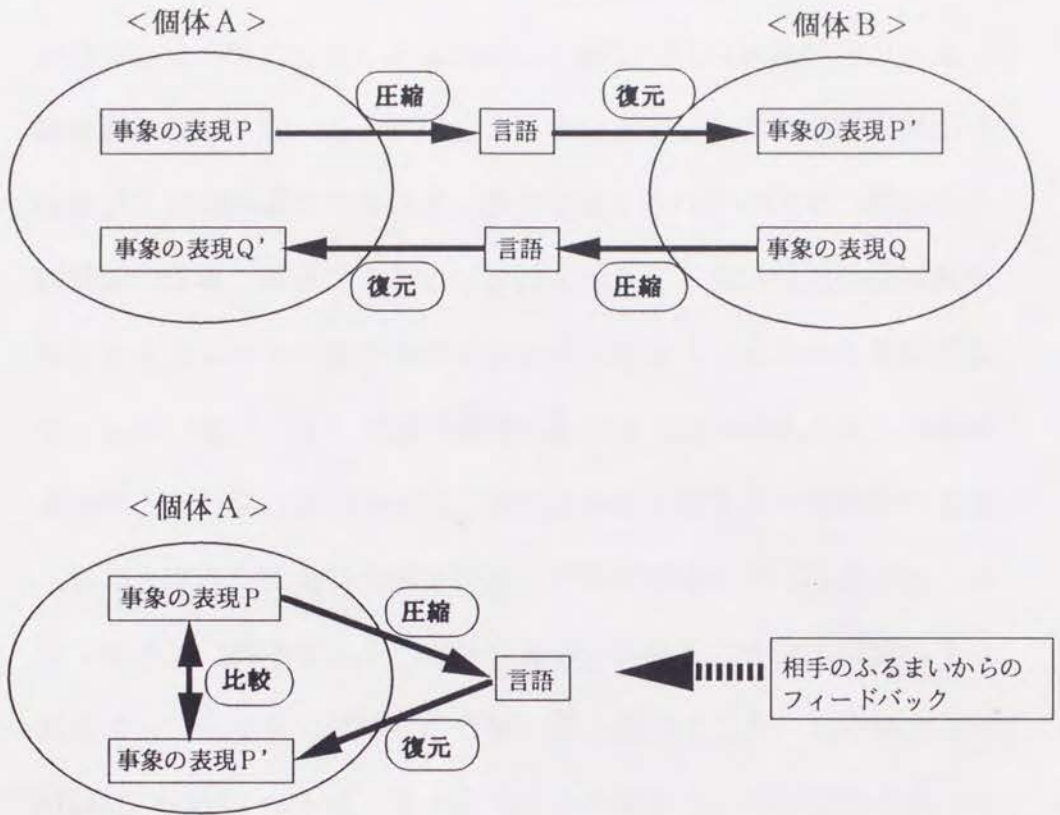 <個体A>
<個体B>
圧縮
復元
事象の表現P
言語
事象の表現P'
事象の表現Q'
言語
事象の表現Q
復元
圧縮
<個体A>
事象の表現P
圧縮
比較
言語
相手のふるまいからの
フィードバック
復元
事象の表現P'